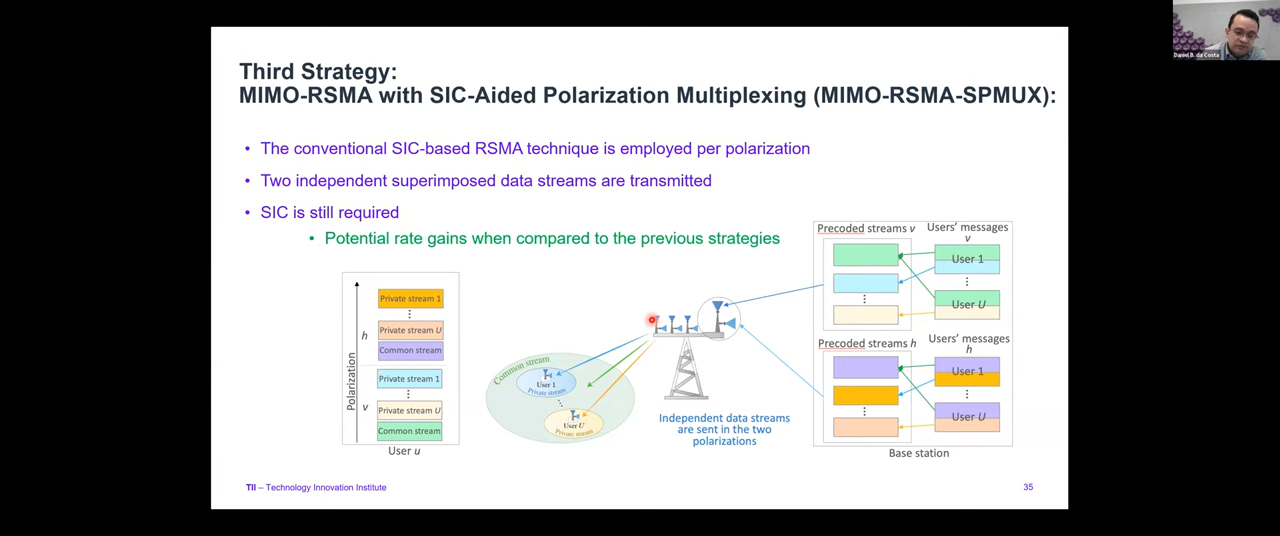 Daniel B. da Costa
Third Strategy:
MIMO-RSMA with SIC-Aided Polarization Multiplexing (MIMO-RSMA-SPMUX):
• The conventional SIC-based RSMA technique is employed per polarization
• Two independent superimposed data streams are transmitted
• SIC is still required
• Potential rate gains when compared to the previous strategies
Polarization
h
v
Private stream 1
⋮
Private stream U
Common stream
Private stream 1
⋮
Private stream U
Common stream
User u
Common stream
User 1
Private stream
User U
Private stream
Independent data streams
are sent in the two
polarizations
Precoded streams v
Users' messages
v
User 1
⋮
User U
Precoded streams h
Users' messages
h
User 1
⋮
User U
Base station
TII – Technology Innovation Institute
35